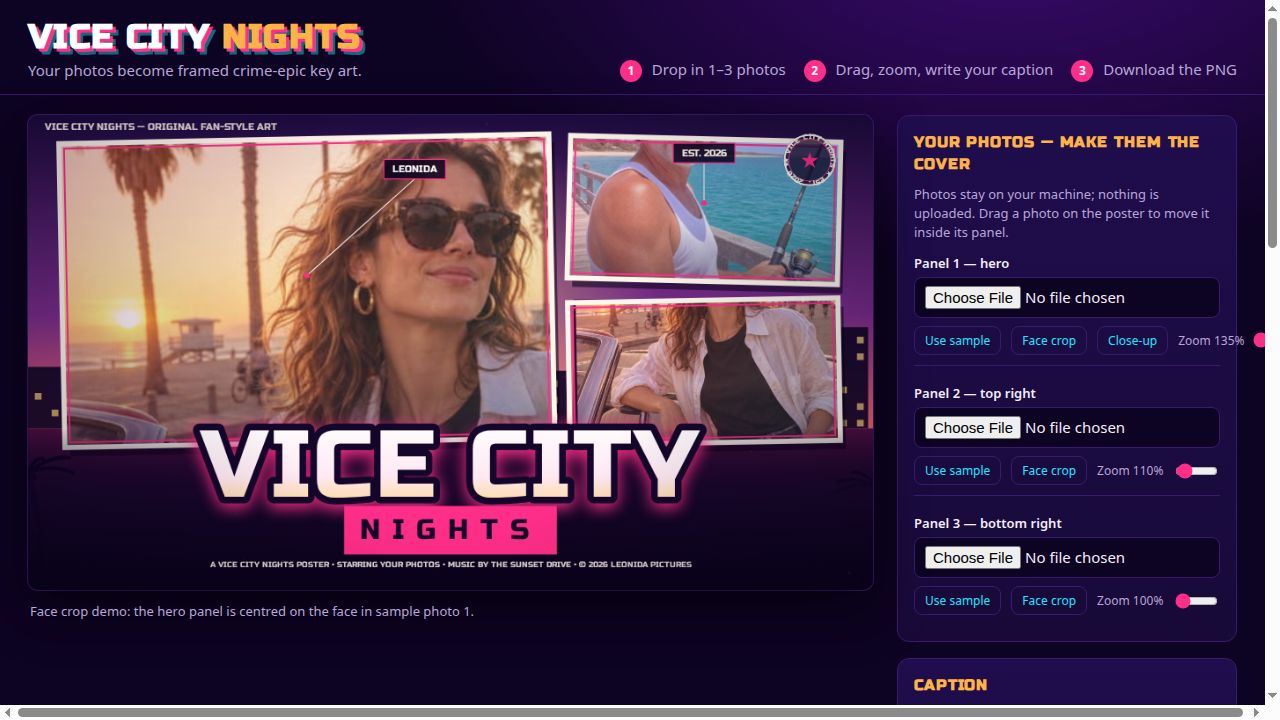 VICE CITY NIGHTS
Your photos become framed crime-epic key art.
1 Drop in 1–3 photos 2 Drag, zoom, write your caption 3 Download the PNG
VICE CITY NIGHTS — ORIGINAL FAN-STYLE ART
LEONIDA
EST. 2026
VICE CITY
NIGHTS
A VICE CITY NIGHTS POSTER • STARRING YOUR PHOTOS • MUSIC BY THE SUNSET DRIVE • © 2026 LEONIDA PICTURES
Face crop demo: the hero panel is centred on the face in sample photo 1.
YOUR PHOTOS — MAKE THEM THE
COVER
Photos stay on your machine; nothing is
uploaded. Drag a photo on the poster to move it
inside its panel.
Panel 1 — hero
Choose File No file chosen
Use sample Face crop Close-up Zoom 135%
Panel 2 — top right
Choose File No file chosen
Use sample Face crop Zoom 110%
Panel 3 — bottom right
Choose File No file chosen
Use sample Face crop Zoom 100%
CAPTION